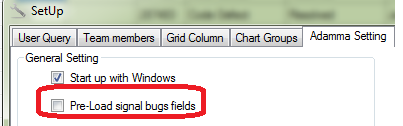 SetUp
User Query Team members Grid Column Chart Groups Adamma Setting
General Setting
Start up with Windows
Pre-Load signal bugs fields